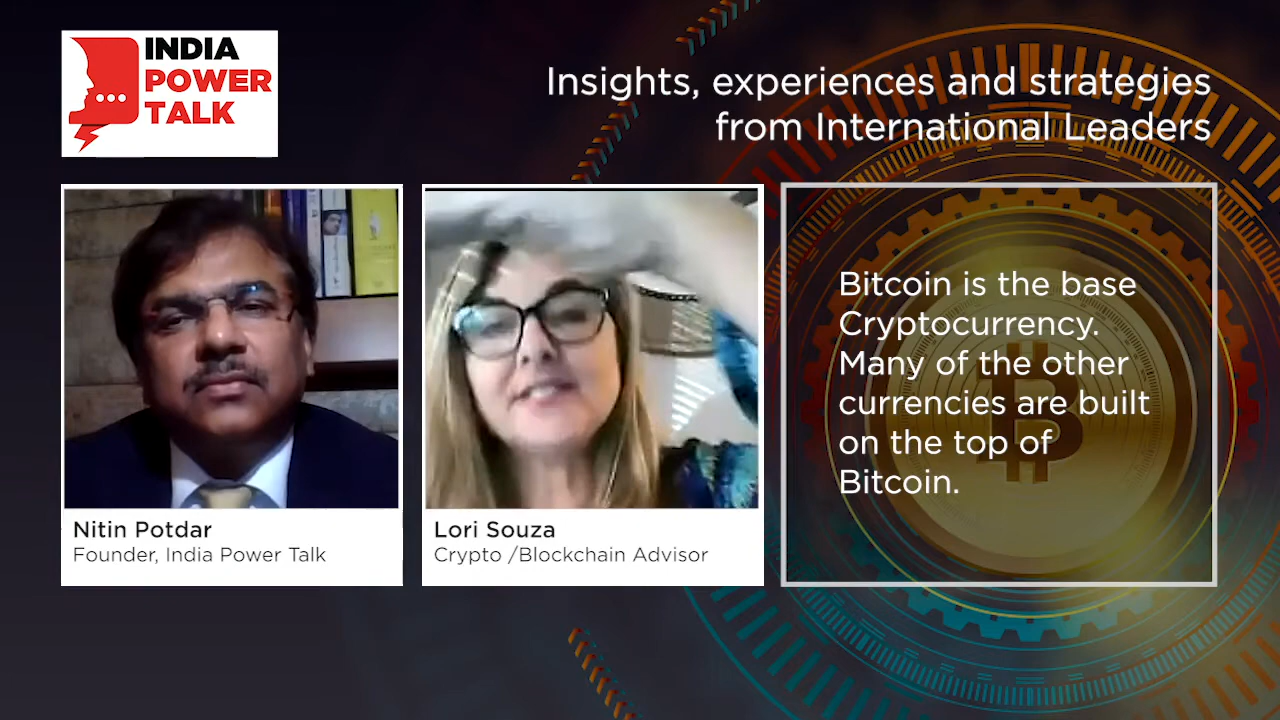 INDIA
POWER
TALK
Insights, experiences and strategies
from International Leaders
Bitcoin is the base
Cryptocurrency.
Many of the other
currencies are built
on the top of
Bitcoin.
Nitin Potdar
Founder, India Power Talk
Lori Souza
Crypto /Blockchain Advisor